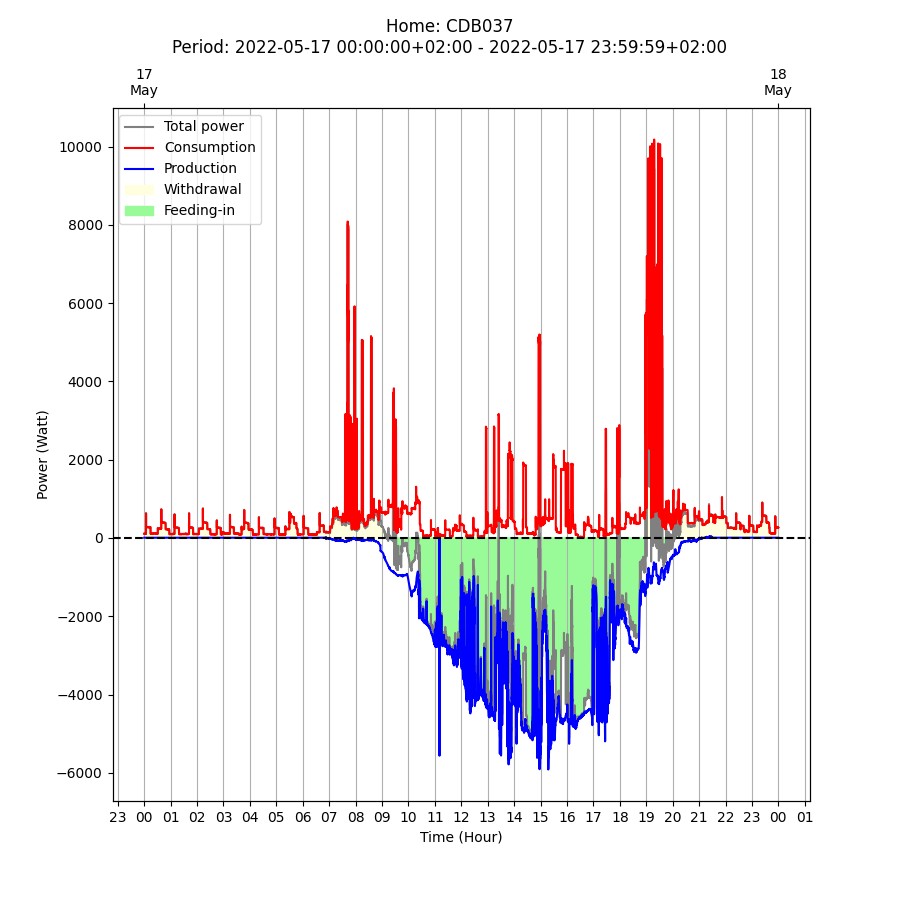 Home: CDB037
Period: 2022-05-17 00:00:00+02:00 - 2022-05-17 23:59:59+02:00
17 18
May May
Total power
Consumption
Production
Withdrawal
Feeding-in
10000
8000
6000
4000
2000
0
−2000
−4000
−6000
Power (Watt)
23 00 01 02 03 04 05 06 07 08 09 10 11 12 13 14 15 16 17 18 19 20 21 22 23 00 01
Time (Hour)